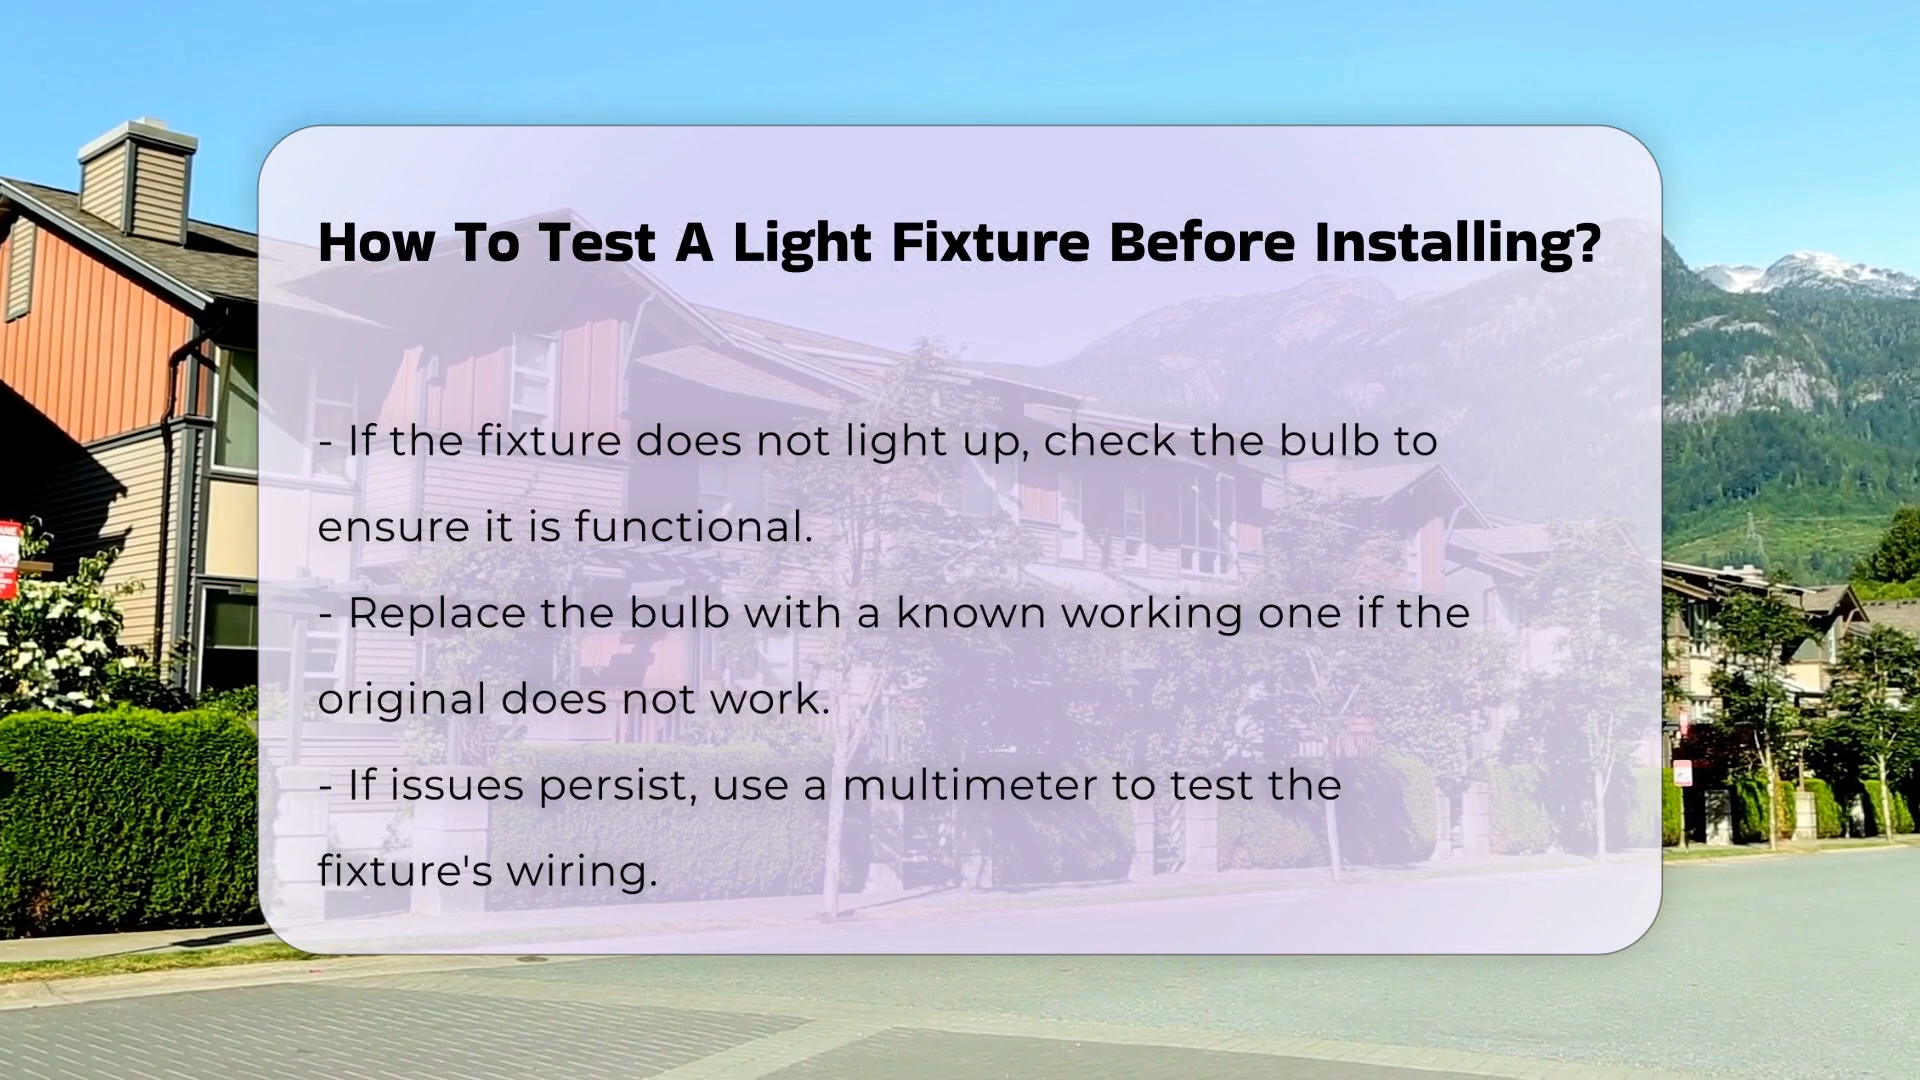 How To Test A Light Fixture Before Installing?
- If the fixture does not light up, check the bulb to
ensure it is functional.
- Replace the bulb with a known working one if the
original does not work.
- If issues persist, use a multimeter to test the
fixture's wiring.